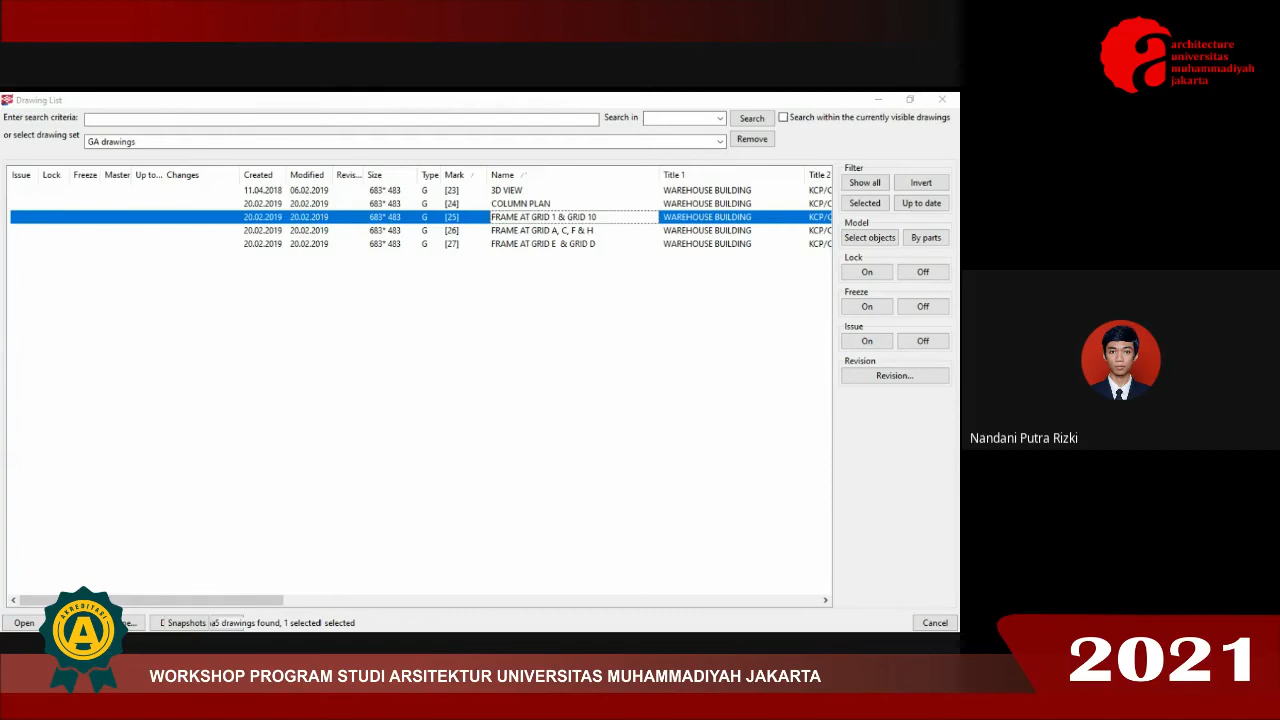 architecture
universitas
muhammadiyah
jakarta
Drawing List
Enter search criteria: Search in Search Search within the currently visible drawings
or select drawing set GA drawings Remove
Issue Lock Freeze Master Up to... Changes Created Modified Revis... Size Type Mark Name Title 1 Title 2
11.04.2018 06.02.2019 683* 483 G [23] 3D VIEW WAREHOUSE BUILDING KCP/C
20.02.2019 20.02.2019 683* 483 G [24] COLUMN PLAN WAREHOUSE BUILDING KCP/C
20.02.2019 20.02.2019 683* 483 G [25] FRAME AT GRID 1 & GRID 10 WAREHOUSE BUILDING KCP/C
20.02.2019 20.02.2019 683* 483 G [26] FRAME AT GRID A, C, F & H WAREHOUSE BUILDING KCP/C
20.02.2019 20.02.2019 683* 483 G [27] FRAME AT GRID E & GRID D WAREHOUSE BUILDING KCP/C
Filter
Show all Invert
Selected Up to date
Model
Select objects By parts
Lock
On Off
Freeze
On Off
Issue
On Off
Revision
Revision...
Nandani Putra Rizki
Open Snapshots 5 drawings found, 1 selected selected Cancel
AKREDITASI
A
WORKSHOP PROGRAM STUDI ARSITEKTUR UNIVERSITAS MUHAMMADIYAH JAKARTA
2021